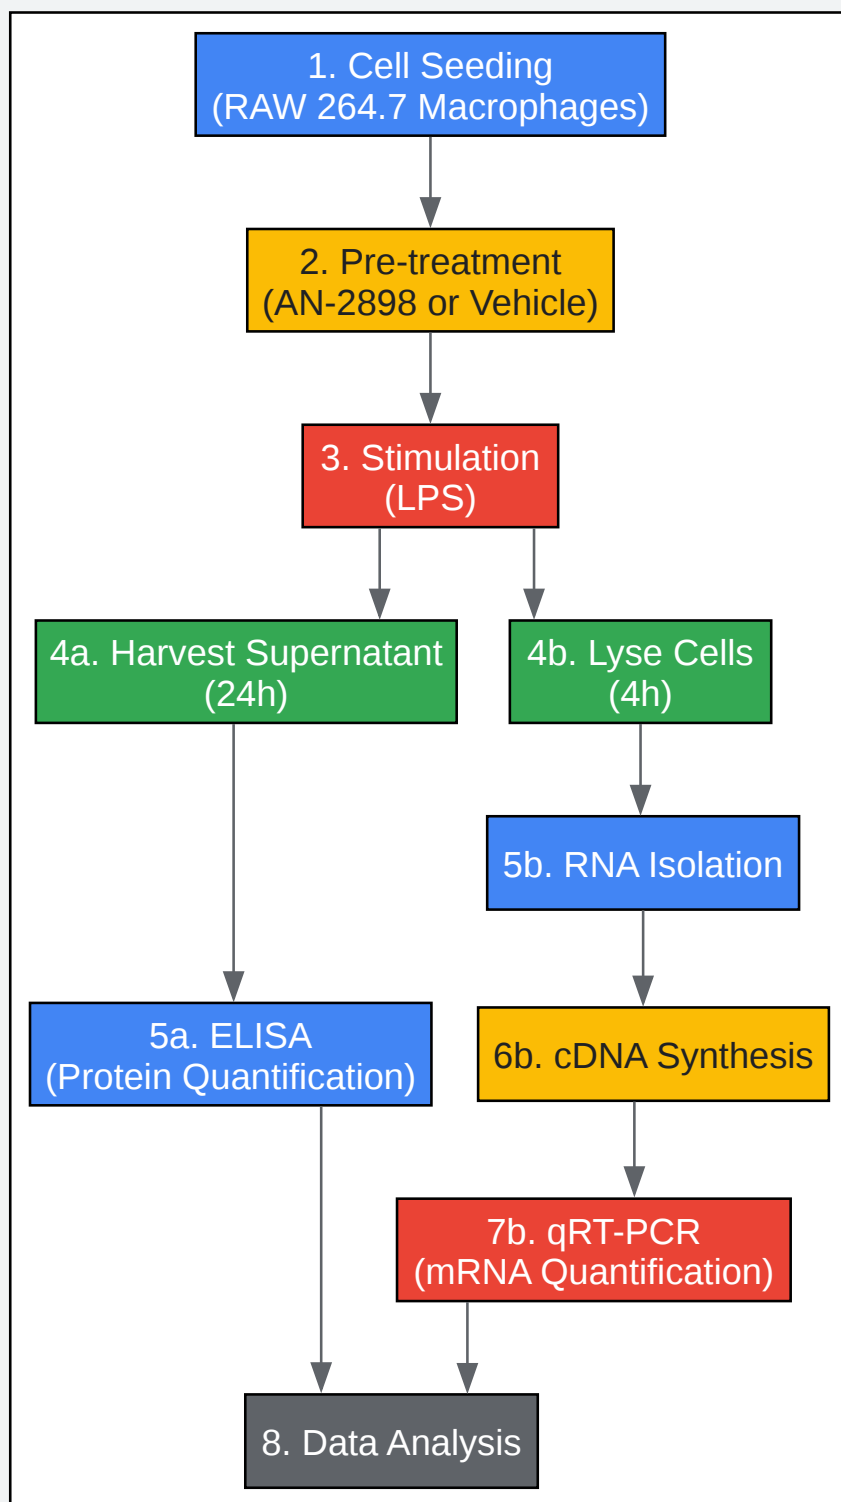 1. Cell Seeding
(RAW 264.7 Macrophages)
2. Pre-treatment
(AN-2898 or Vehicle)
3. Stimulation
(LPS)
4a. Harvest Supernatant
(24h)
4b. Lyse Cells
(4h)
5b. RNA Isolation
5a. ELISA
(Protein Quantification)
6b. cDNA Synthesis
7b. qRT-PCR
(mRNA Quantification)
8. Data Analysis